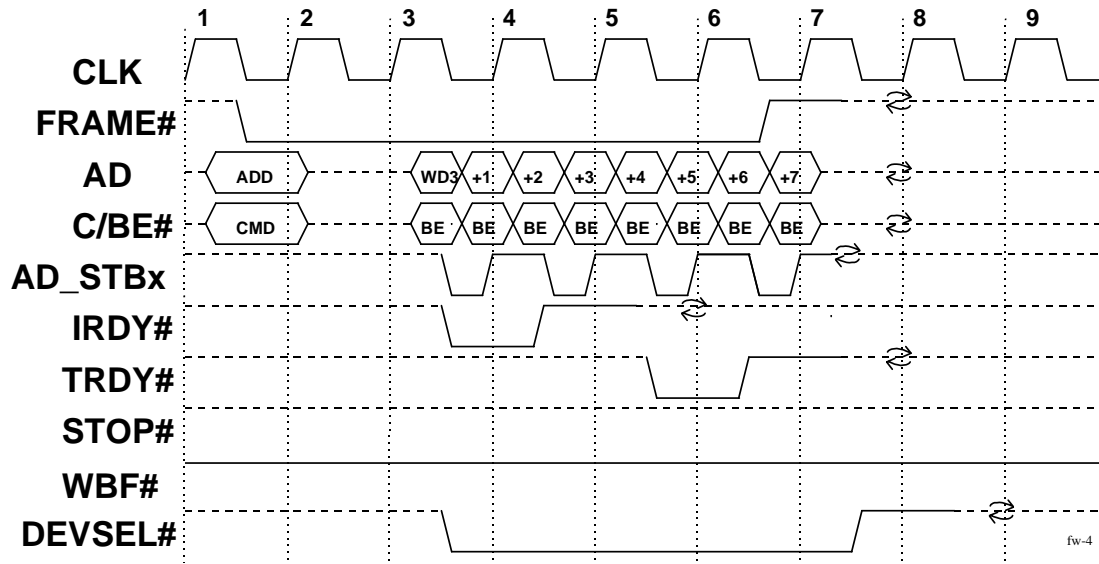 1 2 3 4 5 6 7 8 9
CLK
FRAME#
AD ADD WD3 +1 +2 +3 +4 +5 +6 +7
C/BE# CMD BE BE BE BE BE BE BE BE
AD_STBx
IRDY#
TRDY#
STOP#
WBF#
DEVSEL#
fw-4